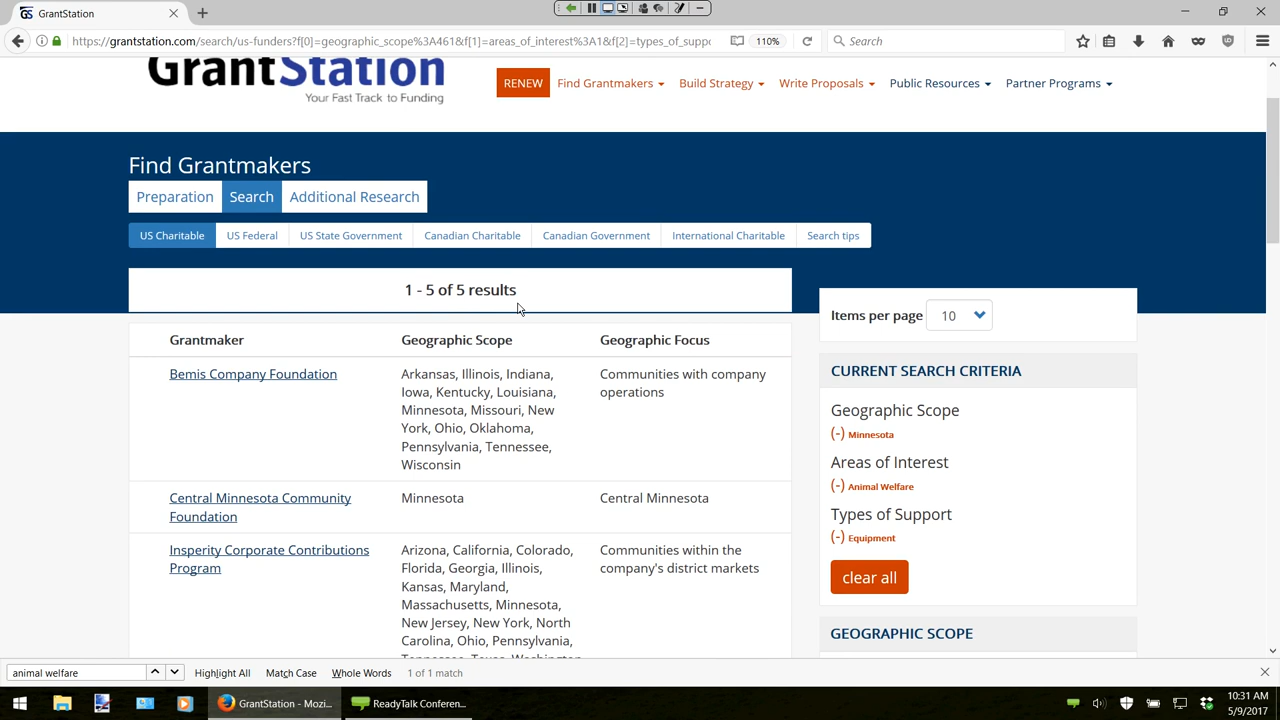 GrantStation
https://grantstation.com/search/us-funders?f[0]=geographic_scope%3A461&f[1]=areas_of_interest%3A1&f[2]=types_of_suppc
110%
Search
GrantStation
Your Fast Track to Funding
RENEW Find Grantmakers Build Strategy Write Proposals Public Resources Partner Programs
Find Grantmakers
Preparation Search Additional Research
US Charitable US Federal US State Government Canadian Charitable Canadian Government International Charitable Search tips
1 - 5 of 5 results
Items per page 10
Grantmaker Geographic Scope Geographic Focus
Bemis Company Foundation
Arkansas, Illinois, Indiana,
Iowa, Kentucky, Louisiana,
Minnesota, Missouri, New
York, Ohio, Oklahoma,
Pennsylvania, Tennessee,
Wisconsin
Communities with company
operations
Central Minnesota Community
Foundation
Minnesota
Central Minnesota
Insperity Corporate Contributions
Program
Arizona, California, Colorado,
Florida, Georgia, Illinois,
Kansas, Maryland,
Massachusetts, Minnesota,
New Jersey, New York, North
Carolina, Ohio, Pennsylvania,
Tennessee, Texas, Washington
Communities within the
company's district markets
CURRENT SEARCH CRITERIA
Geographic Scope
(-) Minnesota
Areas of Interest
(-) Animal Welfare
Types of Support
(-) Equipment
clear all
GEOGRAPHIC SCOPE
animal welfare
Highlight All Match Case Whole Words 1 of 1 match
GrantStation - Mozi...
ReadyTalk Conferen...
10:31 AM
5/9/2017